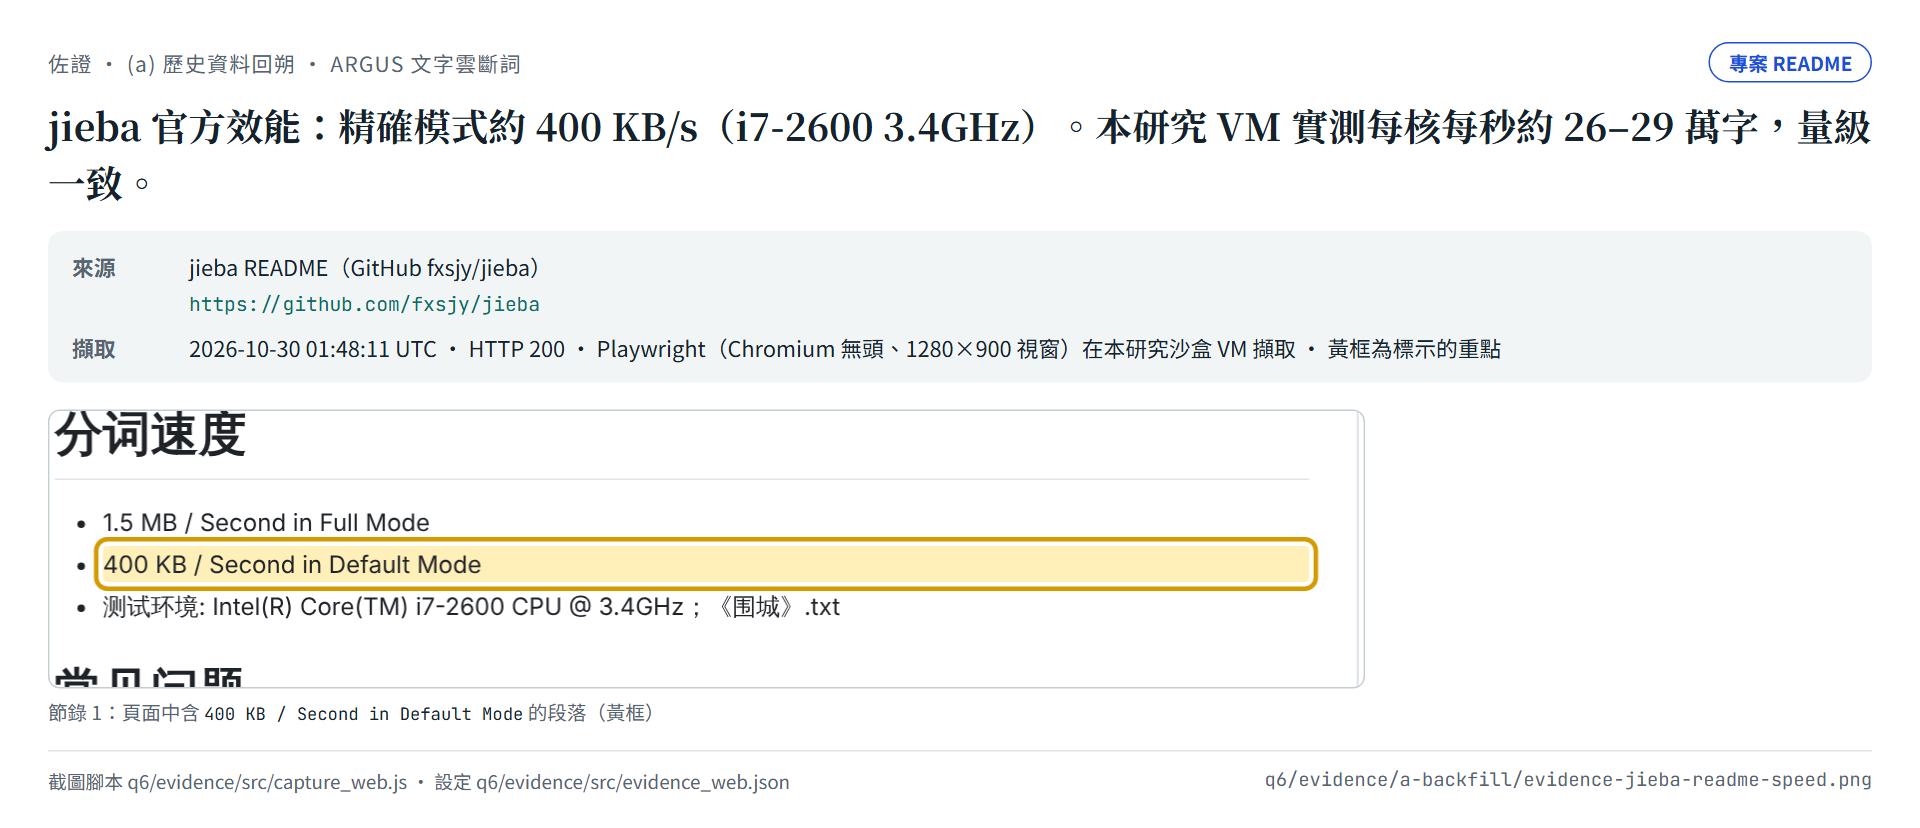 佐證 · (a) 歷史資料回朔 · ARGUS 文字雲斷詞
專案 README
jieba 官方效能：精確模式約 400 KB/s（i7-2600 3.4GHz）。本研究 VM 實測每核每秒約 26–29 萬字，量級
一致。
來源 jieba README（GitHub fxsjy/jieba）
https://github.com/fxsjy/jieba
擷取 2026-10-30 01:48:11 UTC · HTTP 200 · Playwright（Chromium 無頭、1280×900 視窗）在本研究沙盒 VM 擷取 · 黃框為標示的重點
分词速度
• 1.5 MB / Second in Full Mode
• 400 KB / Second in Default Mode
• 测试环境: Intel(R) Core(TM) i7-2600 CPU @ 3.4GHz；《围城》.txt
常见问题
節錄 1：頁面中含 400 KB / Second in Default Mode 的段落（黃框）
截圖腳本 q6/evidence/src/capture_web.js · 設定 q6/evidence/src/evidence_web.json
q6/evidence/a-backfill/evidence-jieba-readme-speed.png